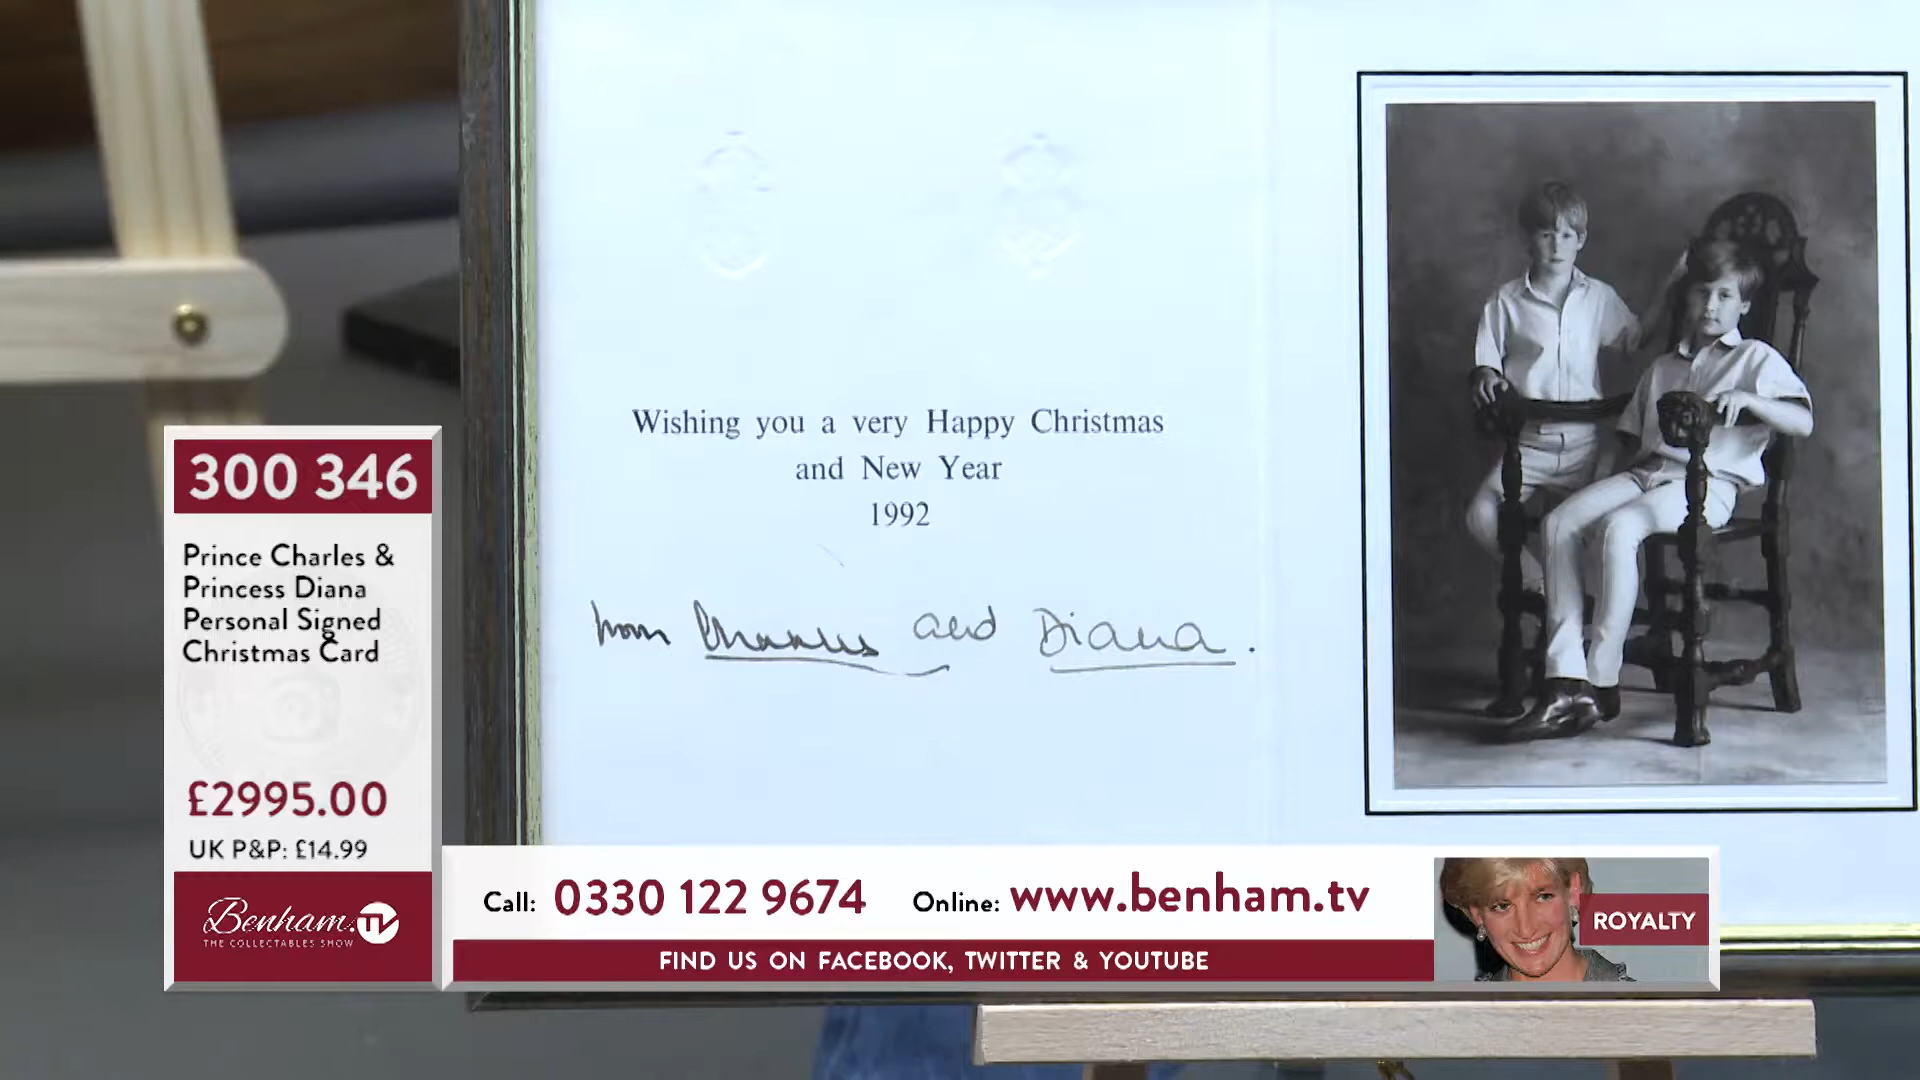 Wishing you a very Happy Christmas
and New Year
1992
from Charles and Diana.
300 346
Prince Charles &
Princess Diana
Personal Signed
Christmas Card
£2995.00
UK P&P: £14.99
Benham.TV
THE COLLECTABLES SHOW
Call: 0330 122 9674 Online: www.benham.tv
ROYALTY
FIND US ON FACEBOOK, TWITTER & YOUTUBE